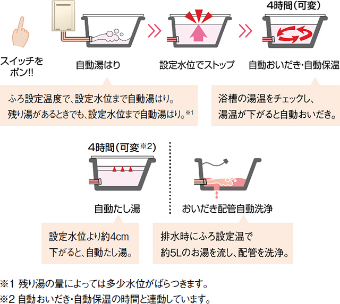 スイッチを
ポン!!
自動湯はり
設定水位でストップ
4時間(可変)
自動おいだき・自動保温
ふろ設定温度で、設定水位まで自動湯はり。
残り湯があるときでも、設定水位まで自動湯はり。※1
浴槽の湯温をチェックし、
湯温が下がると自動おいだき。
4時間(可変※2)
自動たし湯
おいだき配管自動洗浄
設定水位より約4cm
下がると、自動たし湯。
排水時にふろ設定温で
約5Lのお湯を流し、配管を洗浄。
※1 残り湯の量によっては多少水位がばらつきます。
※2 自動おいだき・自動保温の時間と連動しています。